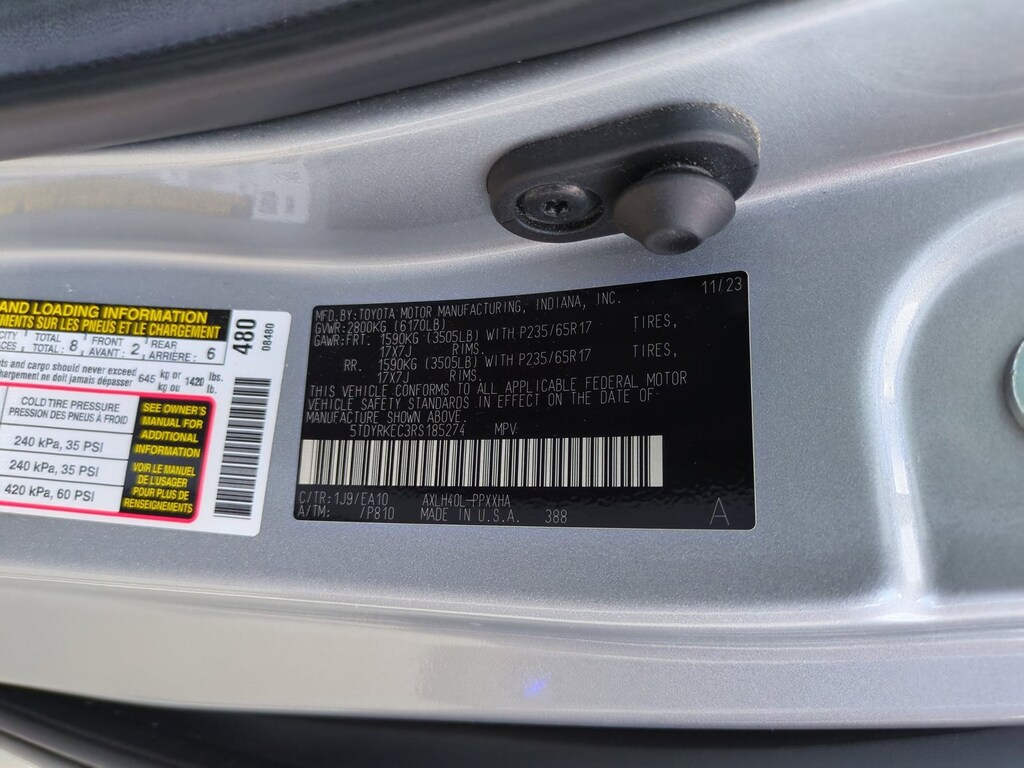 AND LOADING INFORMATION
MENTS SUR LES PNEUS ET LE CHARGEMENT
CITY TOTAL FRONT REAR
CES, TOTAL: 8 AVANT: 2 ARRIÈRE: 6
nts and cargo should never exceed 645 kg or 1420 lbs.
hargement ne doit jamais dépasser kg ou lb.
COLD TIRE PRESSURE
PRESSION DES PNEUS À FROID
240 kPa, 35 PSI
240 kPa, 35 PSI
420 kPa, 60 PSI
SEE OWNER'S
MANUAL FOR
ADDITIONAL
INFORMATION
VOIR LE MANUEL
DE L'USAGER
POUR PLUS DE
RENSEIGNEMENTS
480
08480
11/23
MFD.BY:TOYOTA MOTOR MANUFACTURING, INDIANA, INC.
GVWR:2800KG (6170LB)
GAWR:FRT. 1590KG (3505LB) WITH P235/65R17 TIRES,
17X7J RIMS.
RR. 1590KG (3505LB) WITH P235/65R17 TIRES,
17X7J RIMS.
THIS VEHICLE CONFORMS TO ALL APPLICABLE FEDERAL MOTOR
VEHICLE SAFETY STANDARDS IN EFFECT ON THE DATE OF
MANUFACTURE SHOWN ABOVE.
5TDYRKEC3RS185274 MPV
C/TR:1J9/EA10 AXLH40L-PPXXHA
A/TM: /P810 MADE IN U.S.A. 388
A